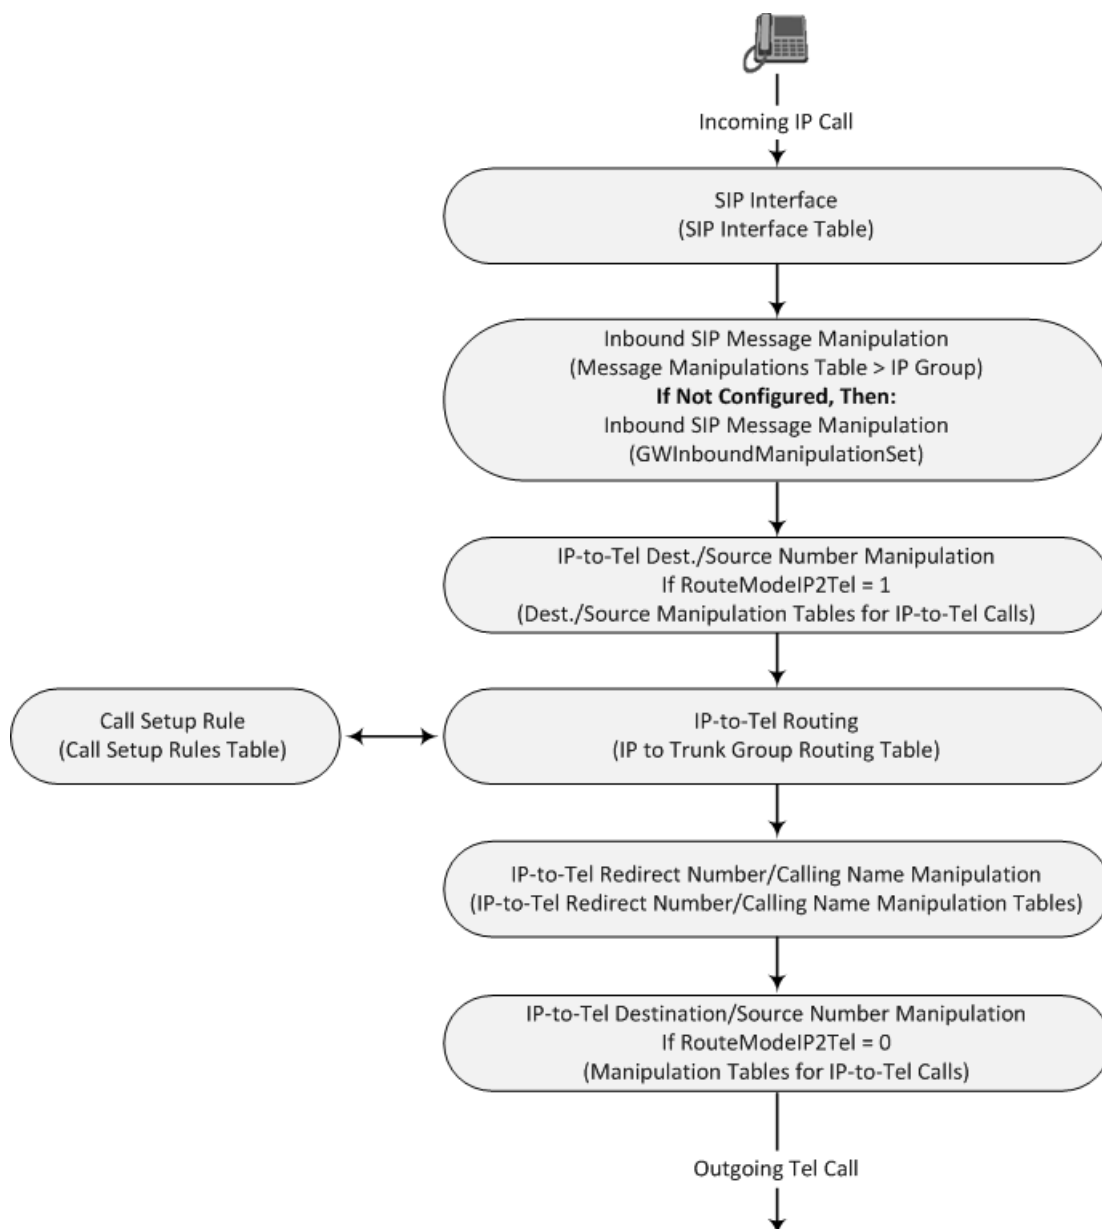 Incoming IP Call
SIP Interface
(SIP Interface Table)
Inbound SIP Message Manipulation
(Message Manipulations Table > IP Group)
If Not Configured, Then:
Inbound SIP Message Manipulation
(GWInboundManipulationSet)
IP-to-Tel Dest./Source Number Manipulation
If RouteModeIP2Tel = 1
(Dest./Source Manipulation Tables for IP-to-Tel Calls)
Call Setup Rule
(Call Setup Rules Table)
IP-to-Tel Routing
(IP to Trunk Group Routing Table)
IP-to-Tel Redirect Number/Calling Name Manipulation
(IP-to-Tel Redirect Number/Calling Name Manipulation Tables)
IP-to-Tel Destination/Source Number Manipulation
If RouteModeIP2Tel = 0
(Manipulation Tables for IP-to-Tel Calls)
Outgoing Tel Call